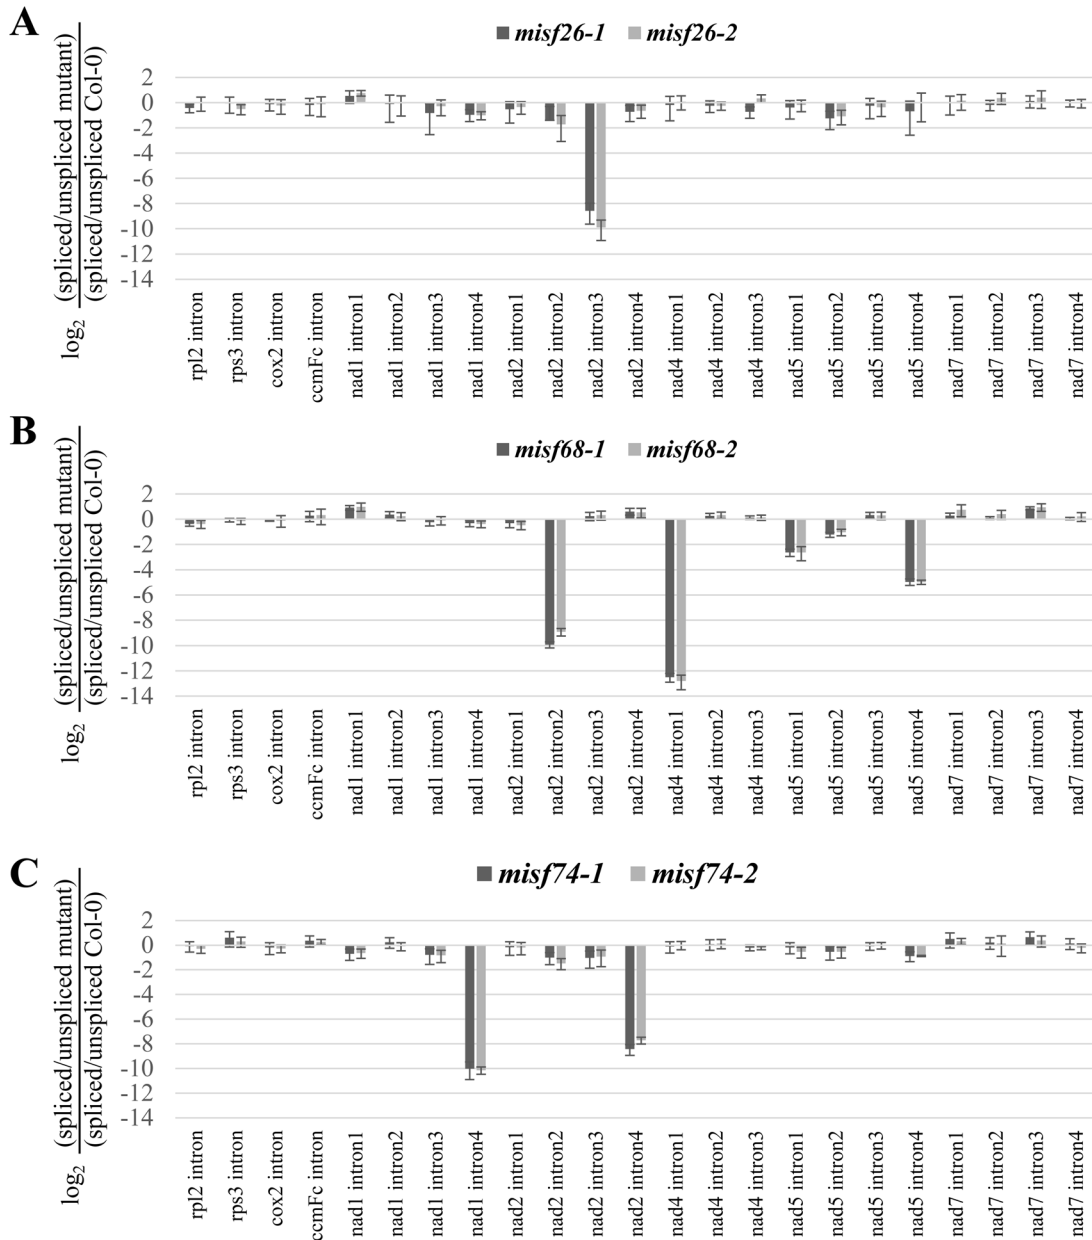 A
misf26-1 misf26-2
log2 (spliced/unspliced mutant)
(spliced/unspliced Col-0)
2
0
-2
-4
-6
-8
-10
-12
-14
rpl2 intron
rps3 intron
cox2 intron
ccmFc intron
nad1 intron1
nad1 intron2
nad1 intron3
nad1 intron4
nad2 intron1
nad2 intron2
nad2 intron3
nad2 intron4
nad4 intron1
nad4 intron2
nad4 intron3
nad5 intron1
nad5 intron2
nad5 intron3
nad5 intron4
nad7 intron1
nad7 intron2
nad7 intron3
nad7 intron4
B
misf68-1 misf68-2
log2 (spliced/unspliced mutant)
(spliced/unspliced Col-0)
2
0
-2
-4
-6
-8
-10
-12
-14
rpl2 intron
rps3 intron
cox2 intron
ccmFc intron
nad1 intron1
nad1 intron2
nad1 intron3
nad1 intron4
nad2 intron1
nad2 intron2
nad2 intron3
nad2 intron4
nad4 intron1
nad4 intron2
nad4 intron3
nad5 intron1
nad5 intron2
nad5 intron3
nad5 intron4
nad7 intron1
nad7 intron2
nad7 intron3
nad7 intron4
C
misf74-1 misf74-2
log2 (spliced/unspliced mutant)
(spliced/unspliced Col-0)
2
0
-2
-4
-6
-8
-10
-12
-14
rpl2 intron
rps3 intron
cox2 intron
ccmFc intron
nad1 intron1
nad1 intron2
nad1 intron3
nad1 intron4
nad2 intron1
nad2 intron2
nad2 intron3
nad2 intron4
nad4 intron1
nad4 intron2
nad4 intron3
nad5 intron1
nad5 intron2
nad5 intron3
nad5 intron4
nad7 intron1
nad7 intron2
nad7 intron3
nad7 intron4